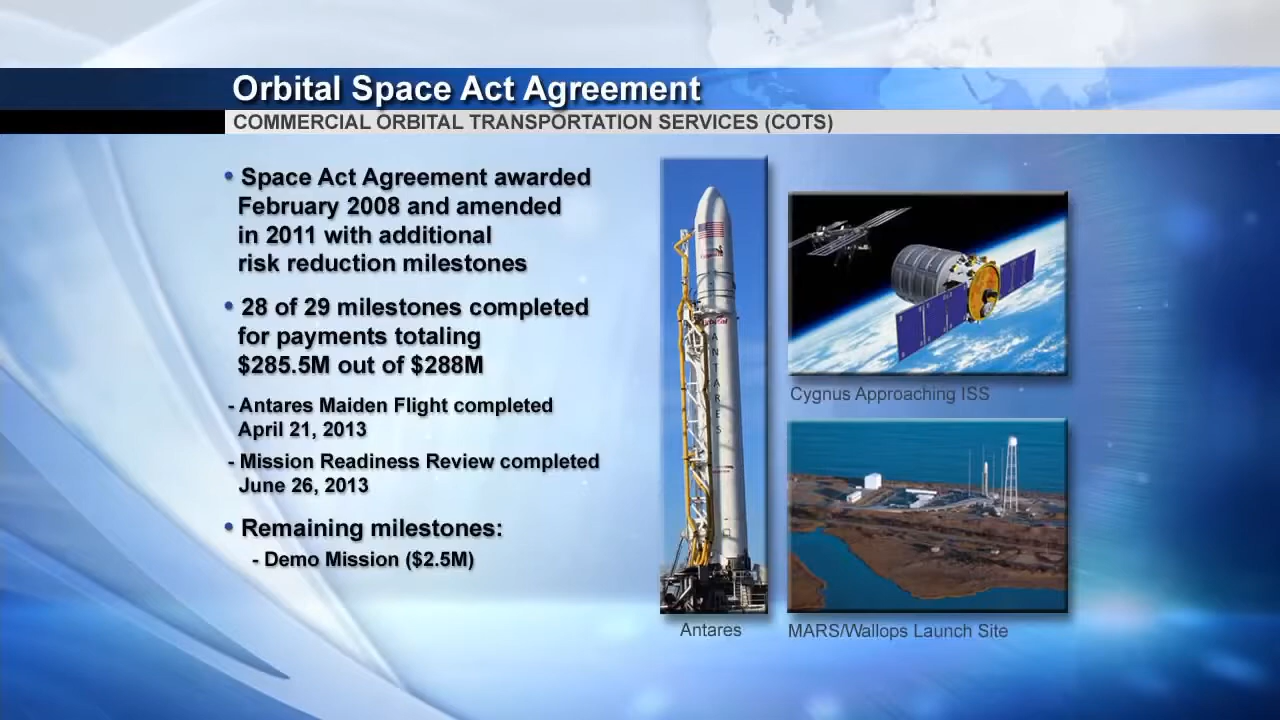 Orbital Space Act Agreement
COMMERCIAL ORBITAL TRANSPORTATION SERVICES (COTS)
• Space Act Agreement awarded
February 2008 and amended
in 2011 with additional
risk reduction milestones
• 28 of 29 milestones completed
for payments totaling
$285.5M out of $288M
- Antares Maiden Flight completed
April 21, 2013
- Mission Readiness Review completed
June 26, 2013
• Remaining milestones:
- Demo Mission ($2.5M)
ANTARES
Antares
Cygnus Approaching ISS
MARS/Wallops Launch Site